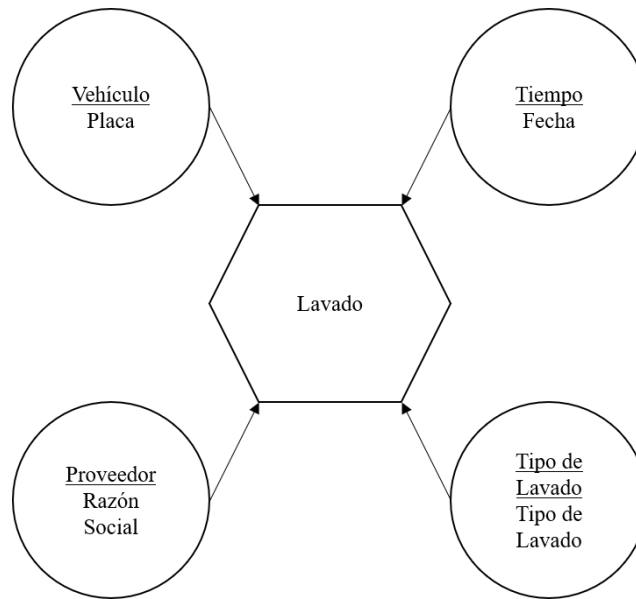 Vehículo
Placa
Tiempo
Fecha
Lavado
Proveedor
Razón
Social
Tipo de
Lavado
Tipo de
Lavado